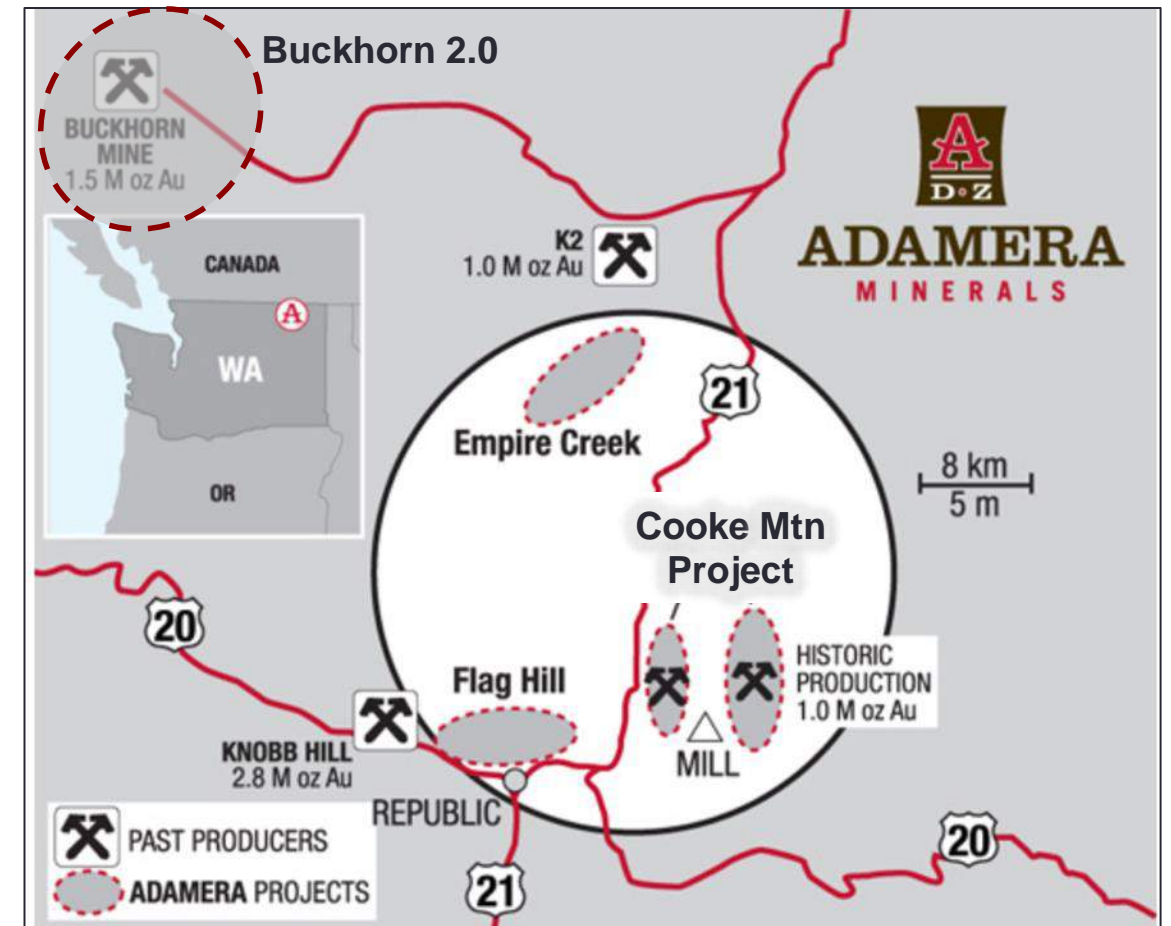 Buckhorn 2.0
BUCKHORN
MINE
1.5 M oz Au
A
D•Z
ADAMERA
MINERALS
K2
1.0 M oz Au
CANADA
A
WA
OR
21
Empire Creek
8 km
5 m
Cooke Mtn
Project
20
Flag Hill
HISTORIC
PRODUCTION
1.0 M oz Au
KNOBB HILL
2.8 M oz Au
MILL
REPUBLIC
PAST PRODUCERS
ADAMERA PROJECTS
21
20